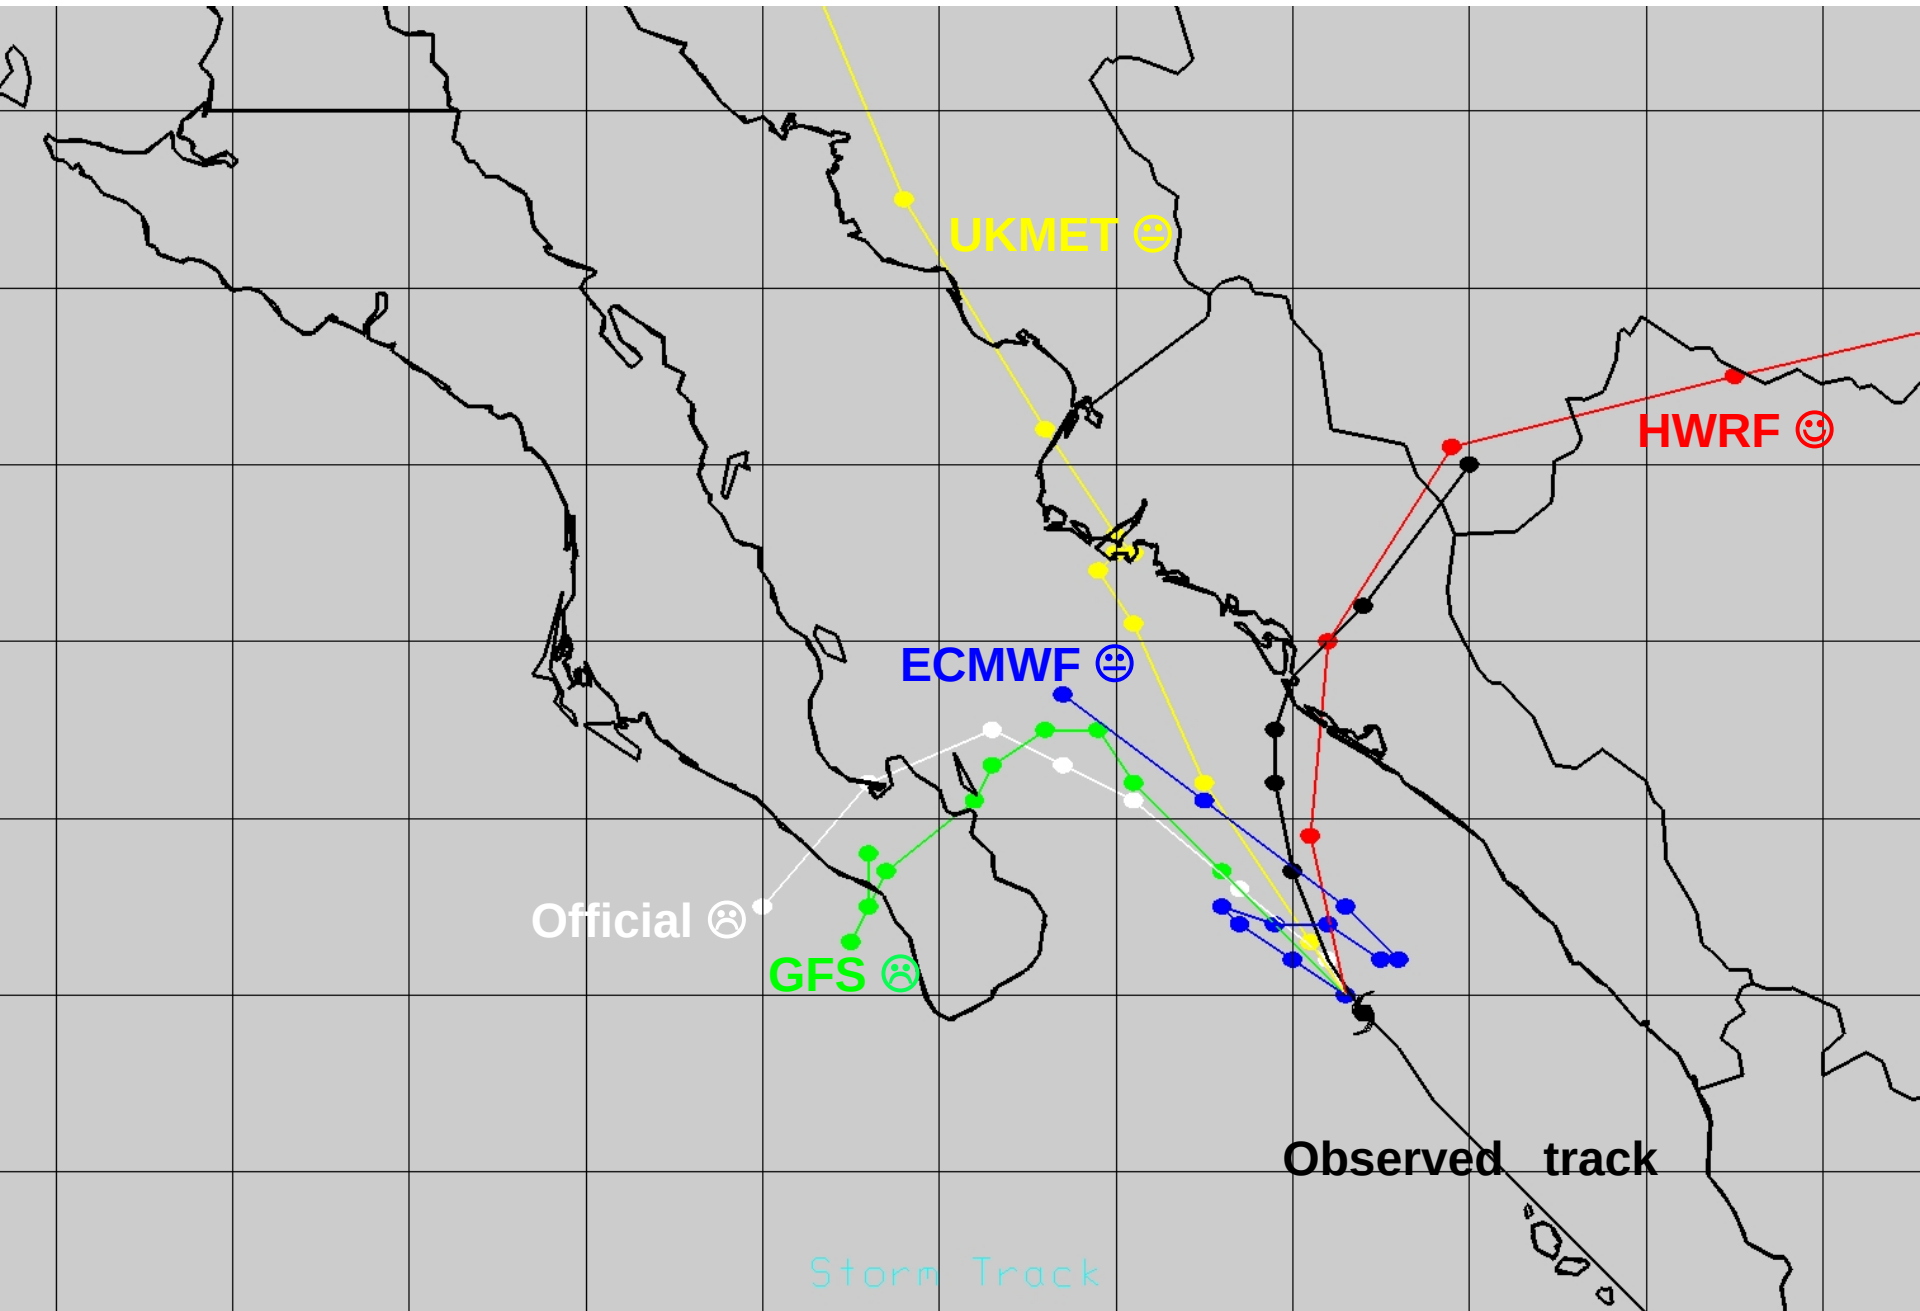 UKMET 😐
HWRF ☺
ECMWF 😐
Official ☹
GFS ☹
Observed track
Storm Track